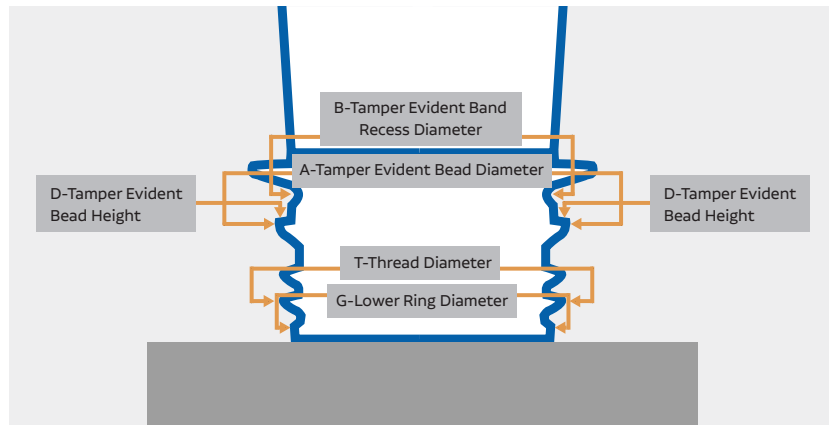 B-Tamper Evident Band
Recess Diameter
A-Tamper Evident Bead Diameter
D-Tamper Evident
Bead Height
D-Tamper Evident
Bead Height
T-Thread Diameter
G-Lower Ring Diameter